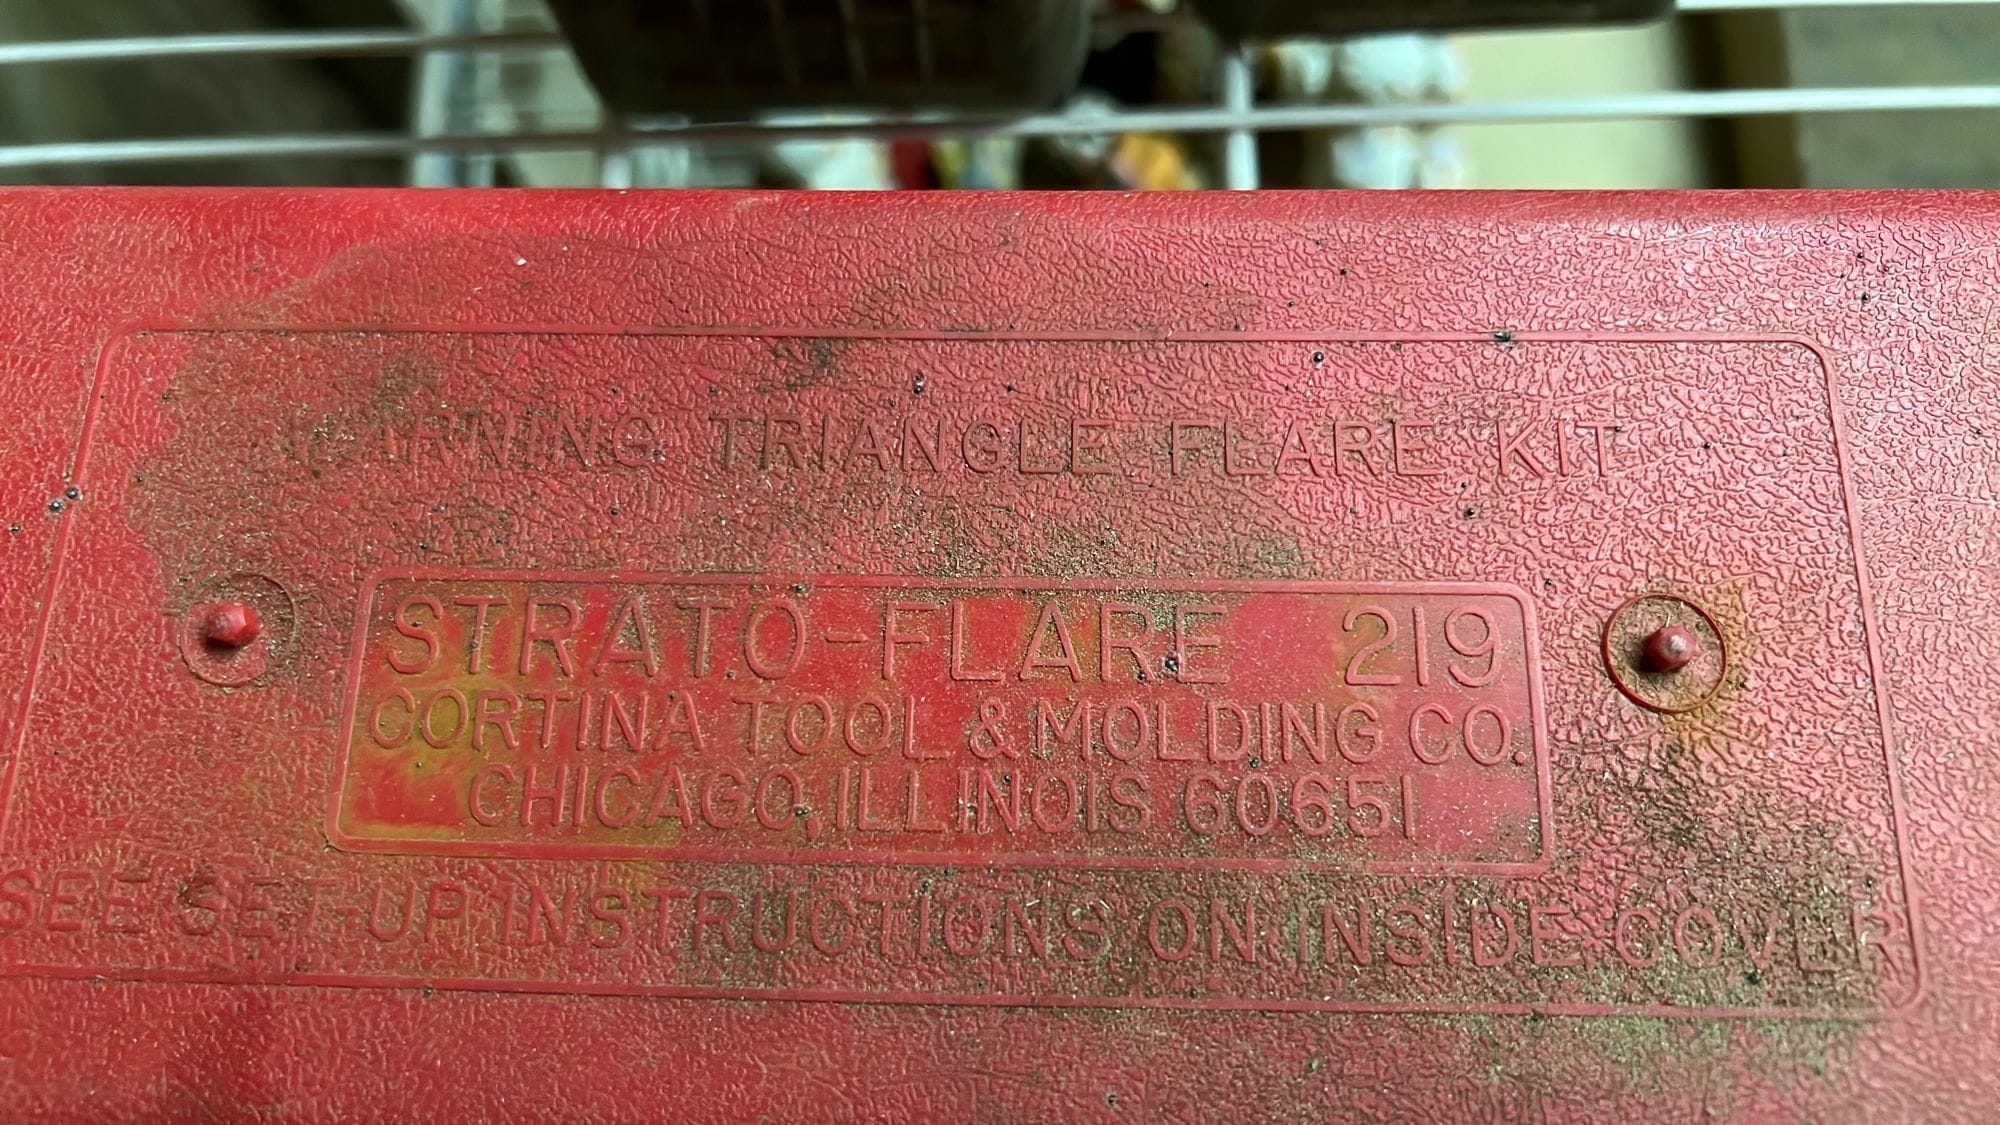 WARNING TRIANGLE FLARE KIT
STRATO-FLARE 219
CORTINA TOOL & MOLDING CO.
CHICAGO, ILLINOIS 60651
SEE SET-UP INSTRUCTIONS ON INSIDE COVER